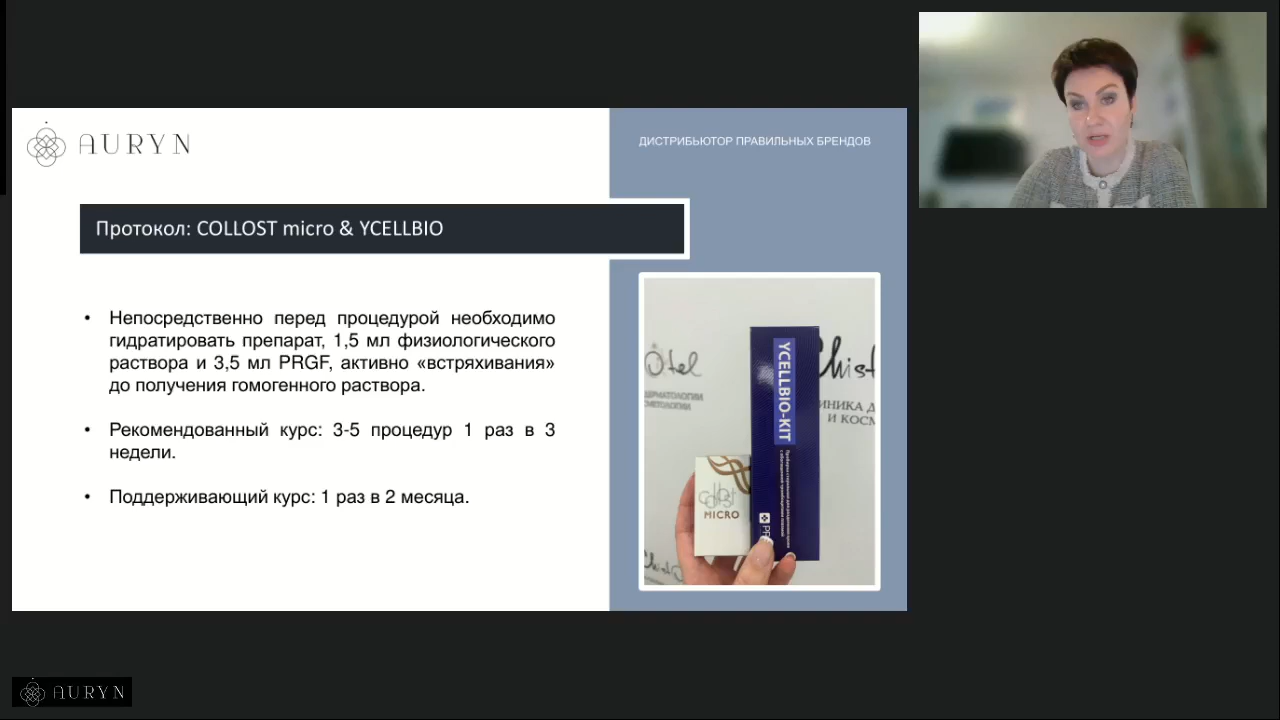 AURYN
ДИСТРИБЬЮТОР ПРАВИЛЬНЫХ БРЕНДОВ
Протокол: COLLOST micro & YCELLBIO
• Непосредственно перед процедурой необходимо
гидратировать препарат, 1,5 мл физиологического
раствора и 3,5 мл PRGF, активно «встряхивания»
до получения гомогенного раствора.
• Рекомендованный курс: 3-5 процедур 1 раз в 3
недели.
• Поддерживающий курс: 1 раз в 2 месяца.
YCELLBIO-KIT
collost
MICRO
AURYN